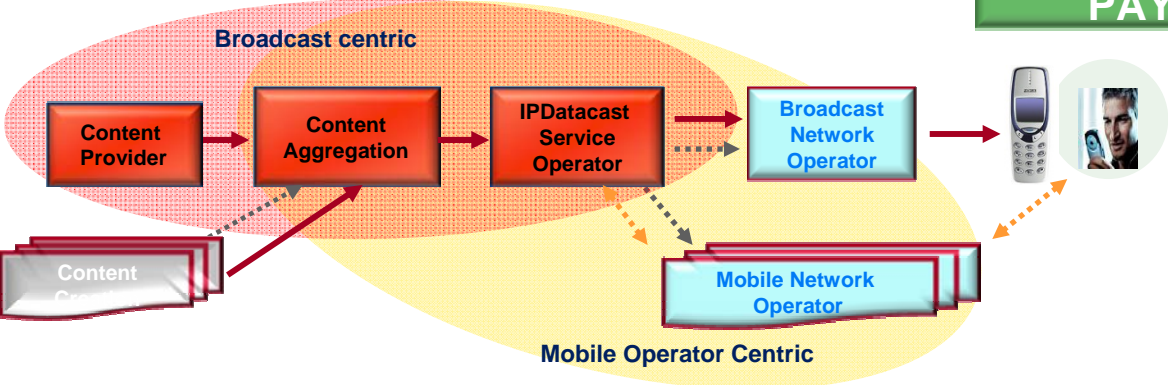 PAY
Broadcast centric
Content
Provider
Content
Aggregation
IPDatacast
Service
Operator
Broadcast
Network
Operator
Content
Mobile Network
Operator
Mobile Operator Centric